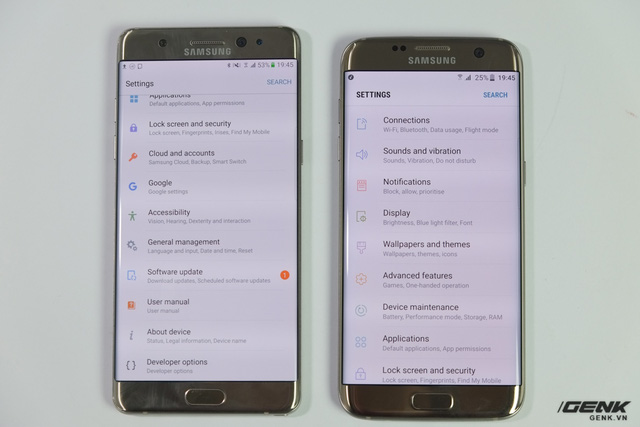 SAMSUNG
53% 19:45
Settings
SEARCH
Applications
Default applications, App permissions
Lock screen and security
Lock screen, Fingerprints, Irises, Find My Mobile
Cloud and accounts
Samsung Cloud, Backup, Smart Switch
Google
Google settings
Accessibility
Vision, Hearing, Dexterity and interaction
General management
Language and input, Date and time, Reset
Software update
Download updates, Scheduled software updates
User manual
User manual
About device
Status, Legal information, Device name
Developer options
Developer options
SAMSUNG
25% 19:45
SETTINGS
SEARCH
Connections
Wi-Fi, Bluetooth, Data usage, Flight mode
Sounds and vibration
Sounds, Vibration, Do not disturb
Notifications
Block, allow, prioritise
Display
Brightness, Blue light filter, Font
Wallpapers and themes
Wallpapers, themes, icons
Advanced features
Games, One-handed operation
Device maintenance
Battery, Performance mode, Storage, RAM
Applications
Default applications, App permissions
Lock screen and security
Lock screen, Fingerprints, Find My Mobile
GENK
GENK.VN